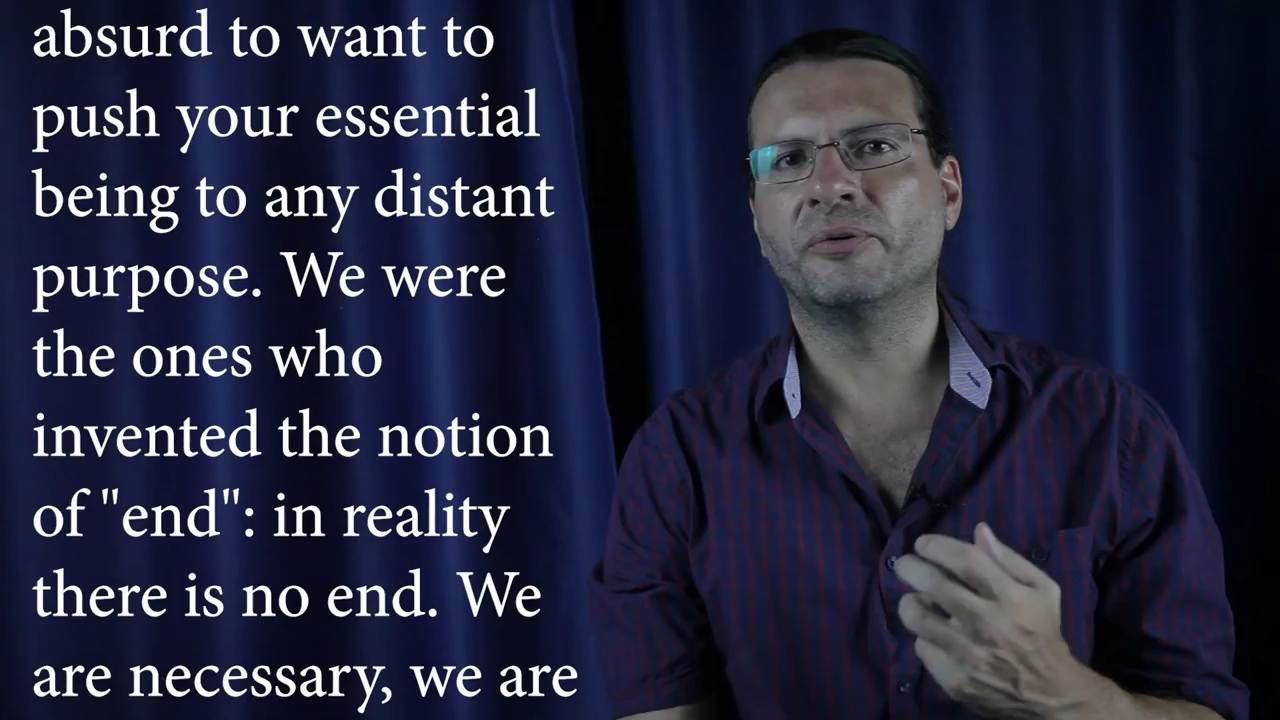 absurd to want to
push your essential
being to any distant
purpose. We were
the ones who
invented the notion
of "end": in reality
there is no end. We
are necessary, we are